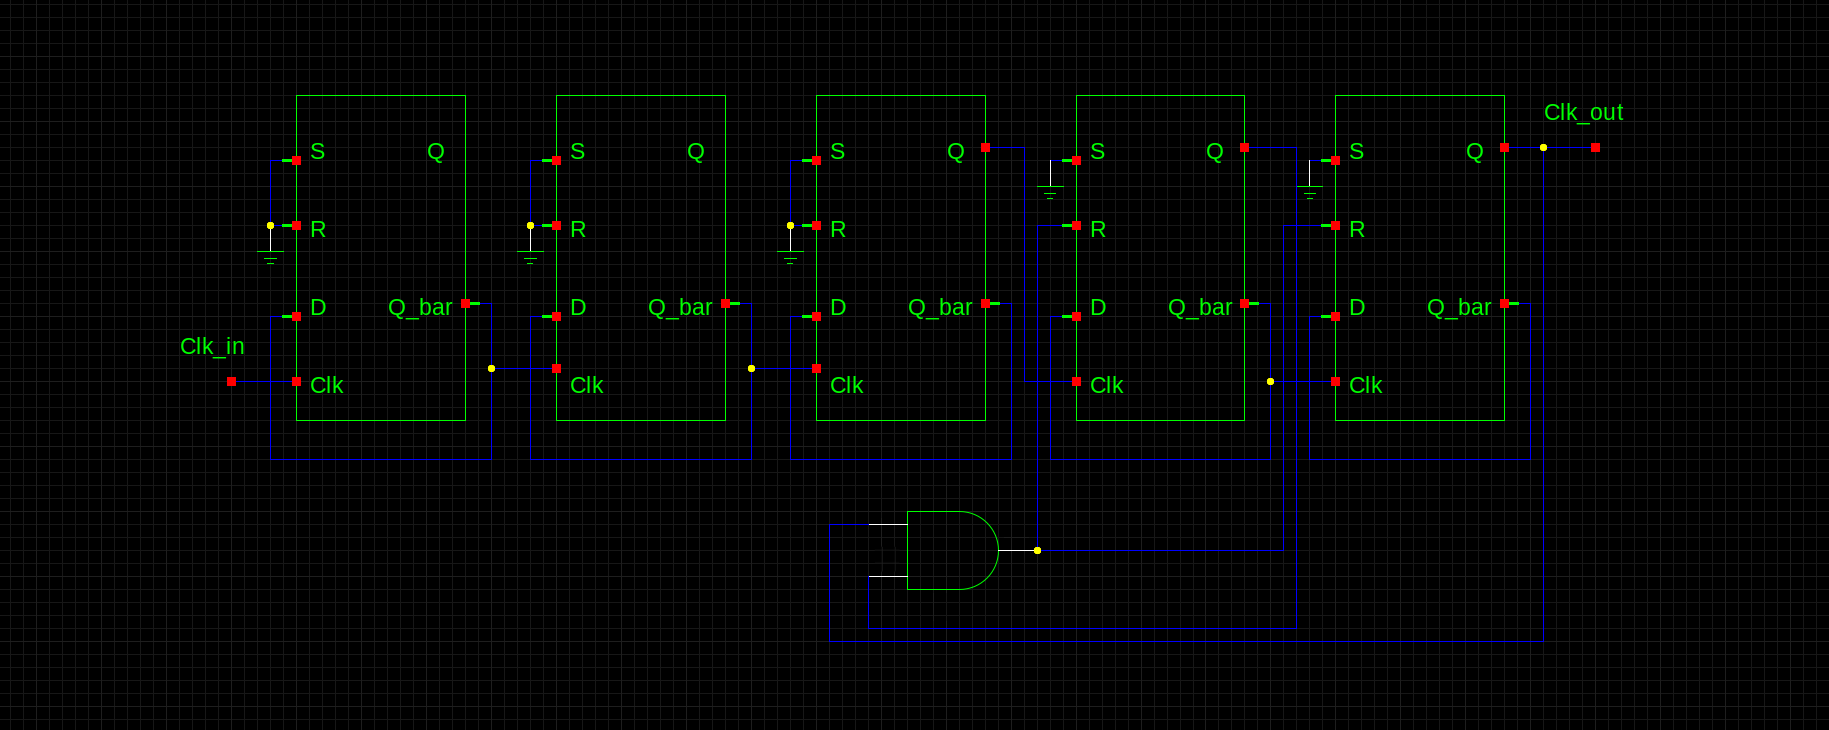 Clk_out
S Q S Q S Q S Q S Q
R R R R R
D Q_bar D Q_bar D Q_bar D Q_bar D Q_bar
Clk_in
Clk Clk Clk Clk Clk